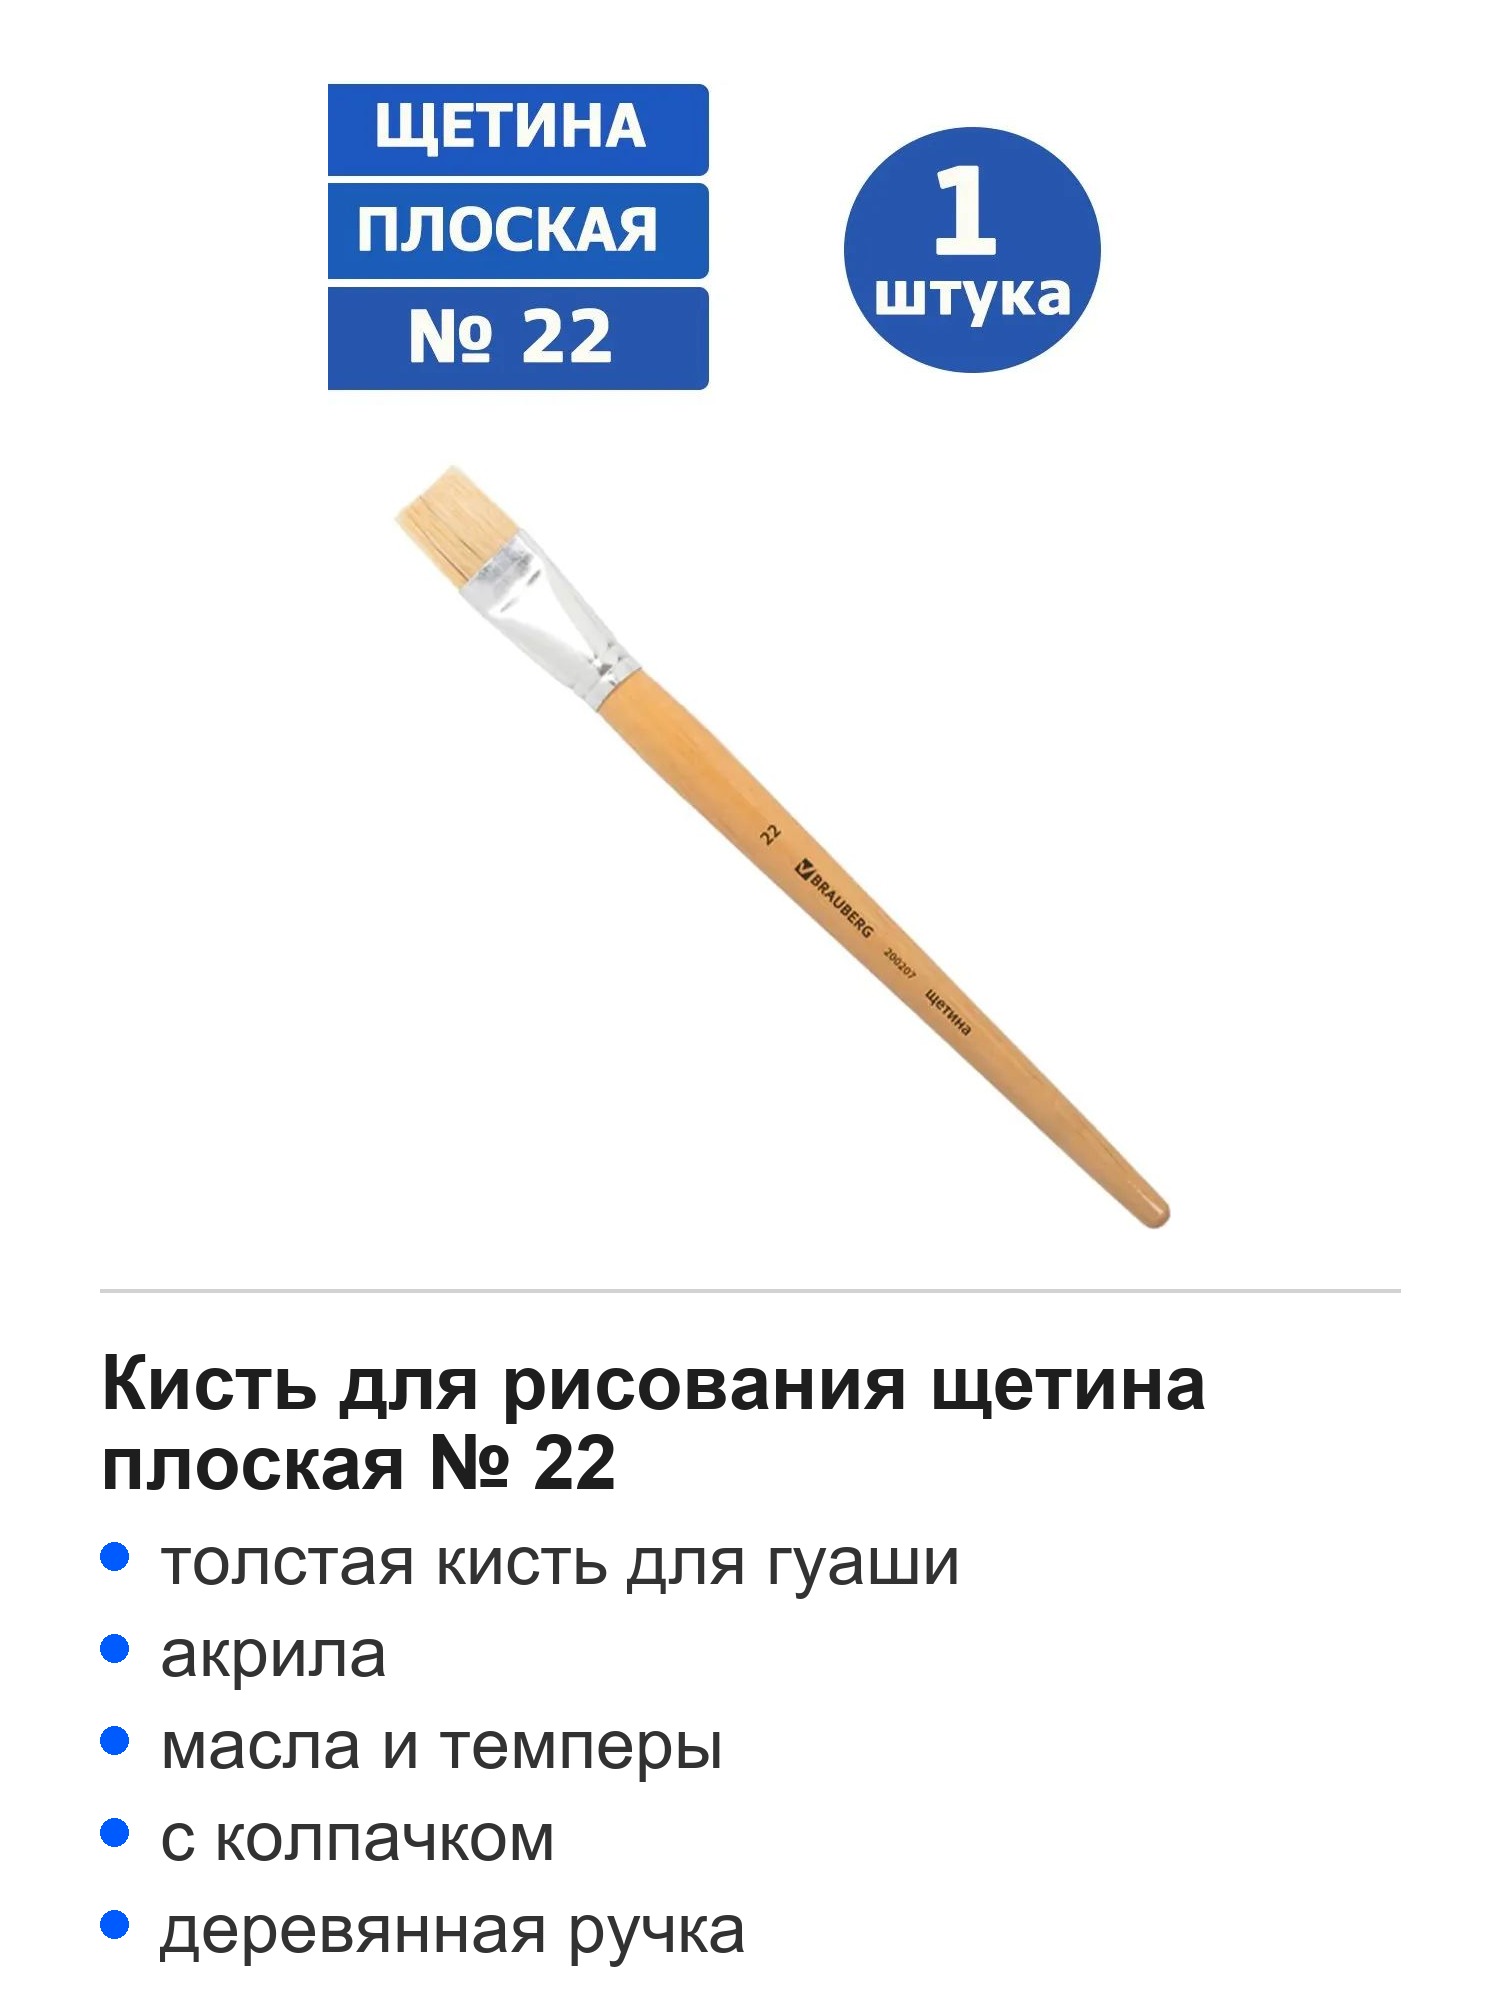 ЩЕТИНА
ПЛОСКАЯ
№ 22
1
штука
22
BRAUBERG
200207
щетина
Кисть для рисования щетина
плоская № 22
толстая кисть для гуаши
акрила
масла и темперы
с колпачком
деревянная ручка